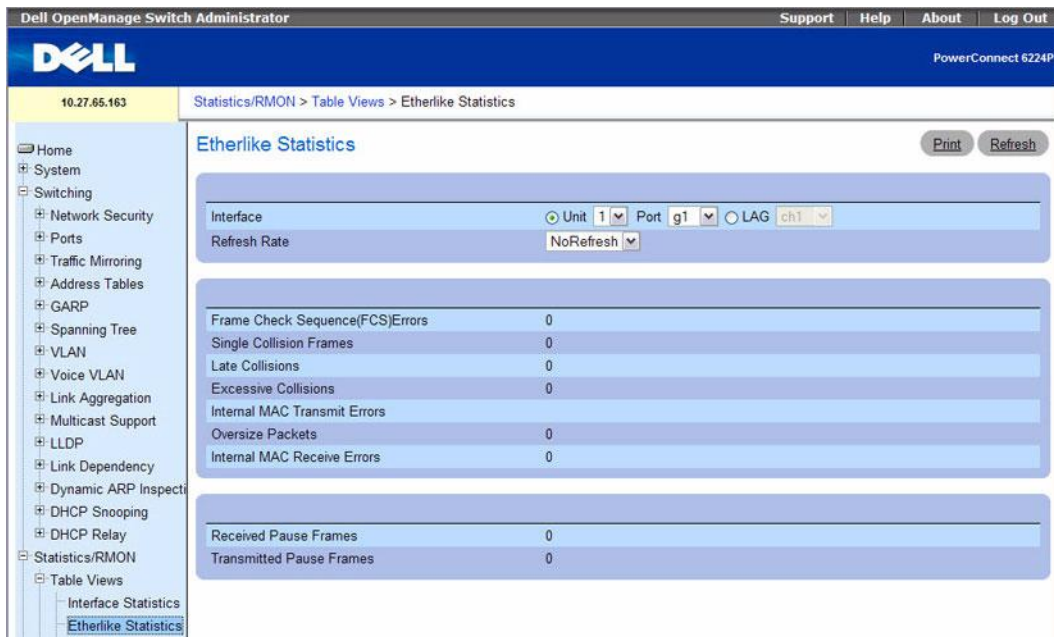 Dell OpenManage Switch Administrator
Support Help About Log Out
DELL
PowerConnect 6224P
10.27.65.163
Statistics/RMON > Table Views > Etherlike Statistics
Home
System
Switching
Network Security
Ports
Traffic Mirroring
Address Tables
GARP
Spanning Tree
VLAN
Voice VLAN
Link Aggregation
Multicast Support
LLDP
Link Dependency
Dynamic ARP Inspecti
DHCP Snooping
DHCP Relay
Statistics/RMON
Table Views
Interface Statistics
Etherlike Statistics
Etherlike Statistics
Print Refresh
Interface Unit 1 Port g1 LAG ch1
Refresh Rate NoRefresh
Frame Check Sequence(FCS)Errors 0
Single Collision Frames 0
Late Collisions 0
Excessive Collisions 0
Internal MAC Transmit Errors
Oversize Packets 0
Internal MAC Receive Errors 0
Received Pause Frames 0
Transmitted Pause Frames 0